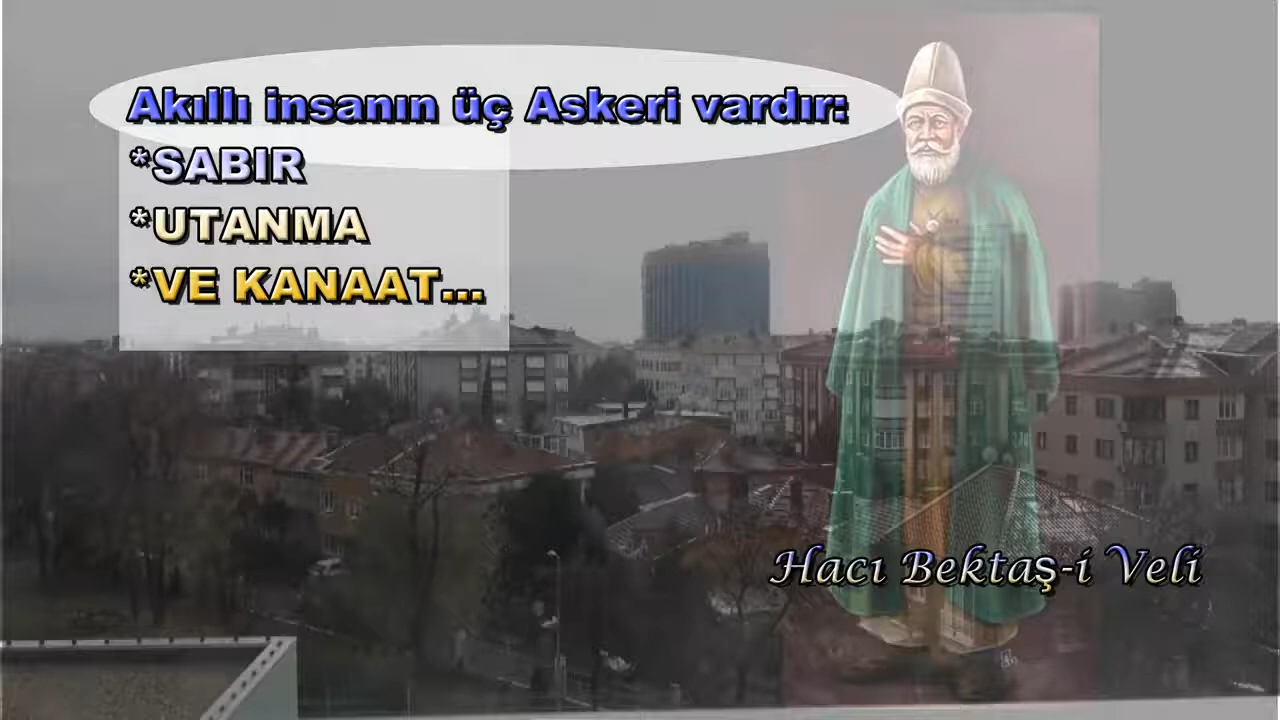 Akıllı insanın üç Askeri vardır:
*SABIR
*UTANMA
*VE KANAAT...
Hacı Bektaş-i Veli